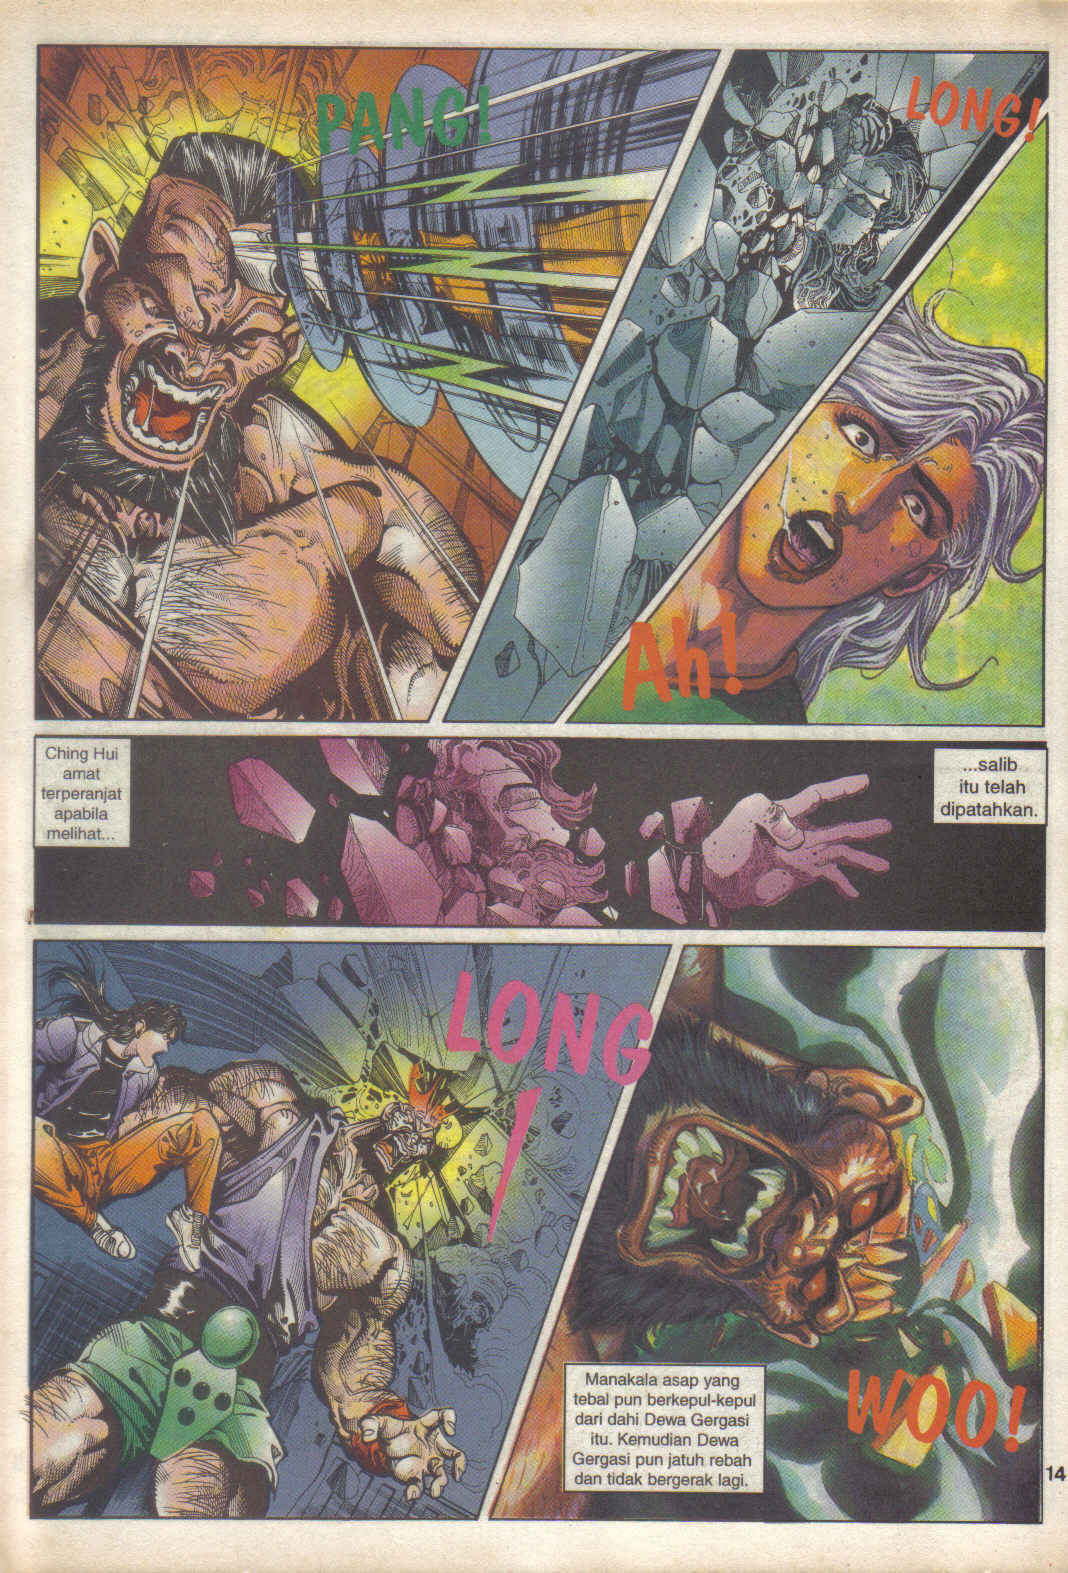 PANG!
LONG!
Ah!
Ching Hui
amat
terperanjat
apabila
melihat...
...salib
itu telah
dipatahkan.
LONG!
Manakala asap yang
tebal pun berkepul-kepul
dari dahi Dewa Gergasi
itu. Kemudian Dewa
Gergasi pun jatuh rebah
dan tidak bergerak lagi.
WOO!
14